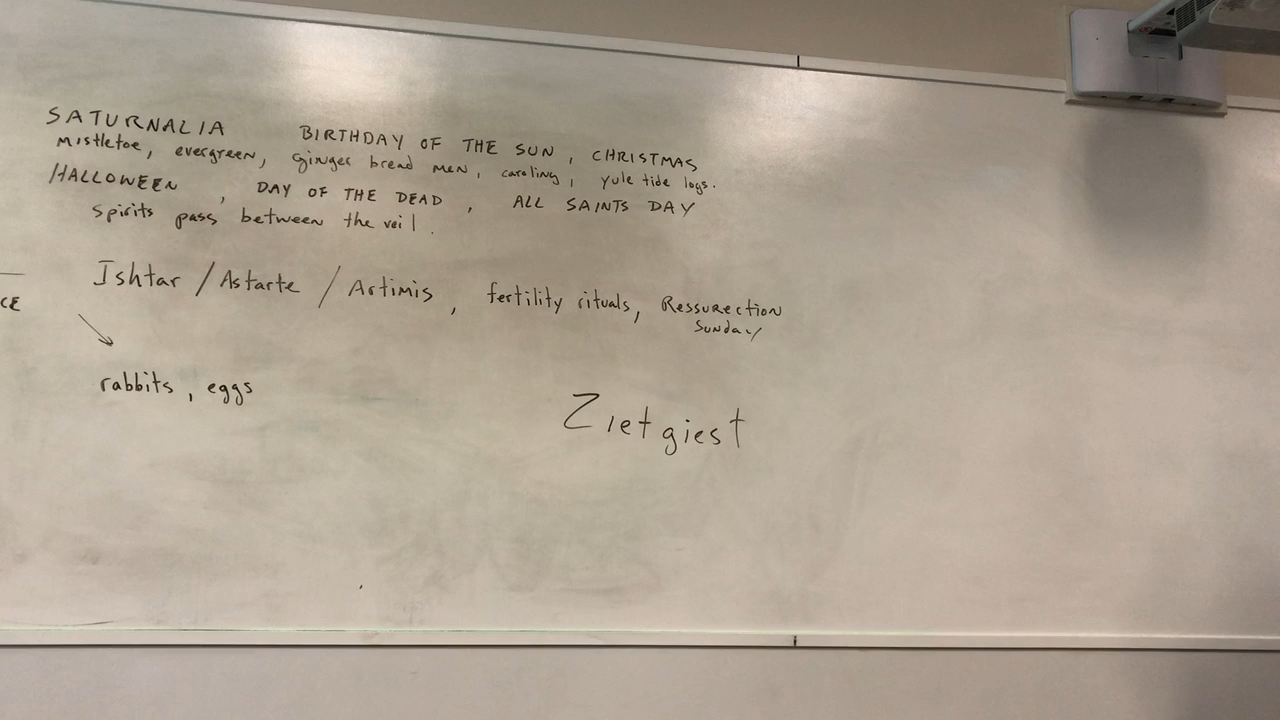 SATURNALIA BIRTHDAY OF THE SUN, CHRISTMAS
Mistletoe, evergreen, ginger bread men, caroling, yule tide logs.
HALLOWEEN, DAY OF THE DEAD, ALL SAINTS DAY
Spirits pass between the veil.
CE
Ishtar / Astarte / Artimis, fertility rituals, Ressurection
Sunday
rabbits, eggs
Zietgiest